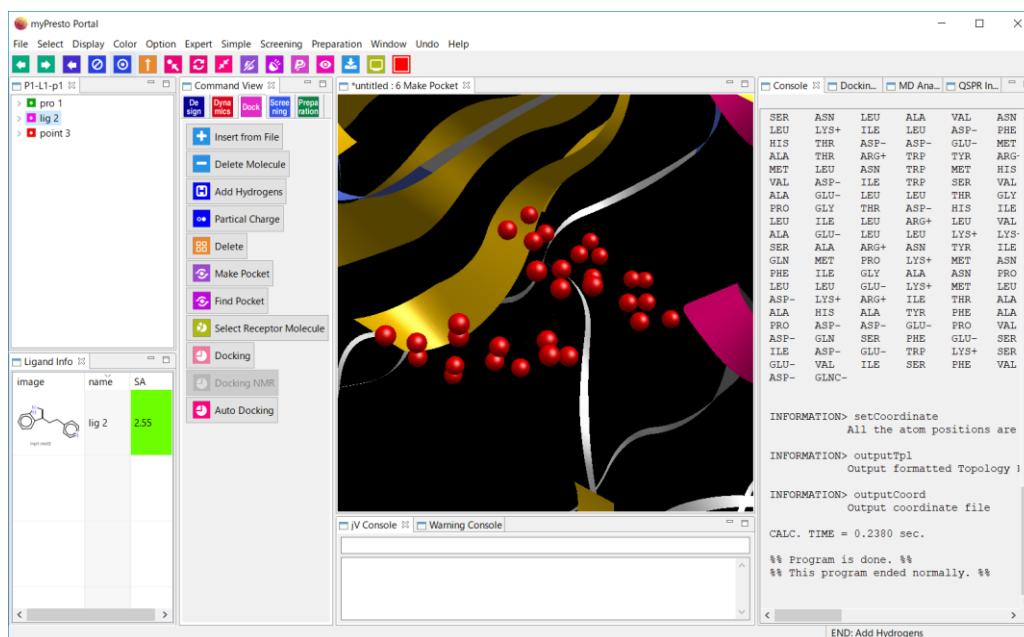 myPresto Portal
File Select Display Color Option Expert Simple Screening Preparation Window Undo Help
P1-L1-p1
pro 1
lig 2
point 3
Ligand Info
image name SA
lig 2 2.55
Command View
De sign
Dyna mics
Dock
Scree ning
Prepa ration
Insert from File
Delete Molecule
Add Hydrogens
Partical Charge
Delete
Make Pocket
Find Pocket
Select Receptor Molecule
Docking
Docking NMR
Auto Docking
*untitled : 6 Make Pocket
jV Console Warning Console
Console Dockin... MD Ana... QSPR In...
SER ASN LEU ALA VAL ASN
LEU LYS+ ILE LEU ASP- PHE
HIS THR ASP- ASP- GLU- MET
ALA THR ARG+ TRP TYR ARG-
MET LEU ASN TRP MET HIS
VAL ASP- ILE TRP SER VAL
ALA GLU- LEU LEU THR GLY
PRO GLY THR ASP- HIS ILE
LEU ILE LEU ARG+ LEU VAL
ALA GLU- LEU LEU LYS+ LYS-
SER ALA ARG+ ASN TYR ILE
GLN MET PRO LYS+ MET ASN
PHE ILE GLY ALA ASN PRO
LEU LEU GLU- LYS+ MET LEU
ASP- LYS+ ARG+ ILE THR ALA
ALA HIS ALA TYR PHE ALA
PRO ASP- ASP- GLU- PRO VAL
ASP- GLN SER PHE GLU- SER
ILE ASP- GLU- TRP LYS+ SER
GLU- VAL ILE SER PHE VAL
ASP- GLNC-
INFORMATION> setCoordinate
All the atom positions are
INFORMATION> outputTpl
Output formatted Topology
INFORMATION> outputCoord
Output coordinate file
CALC. TIME = 0.2380 sec.
%% Program is done. %%
%% This program ended normally. %%
END: Add Hydrogens